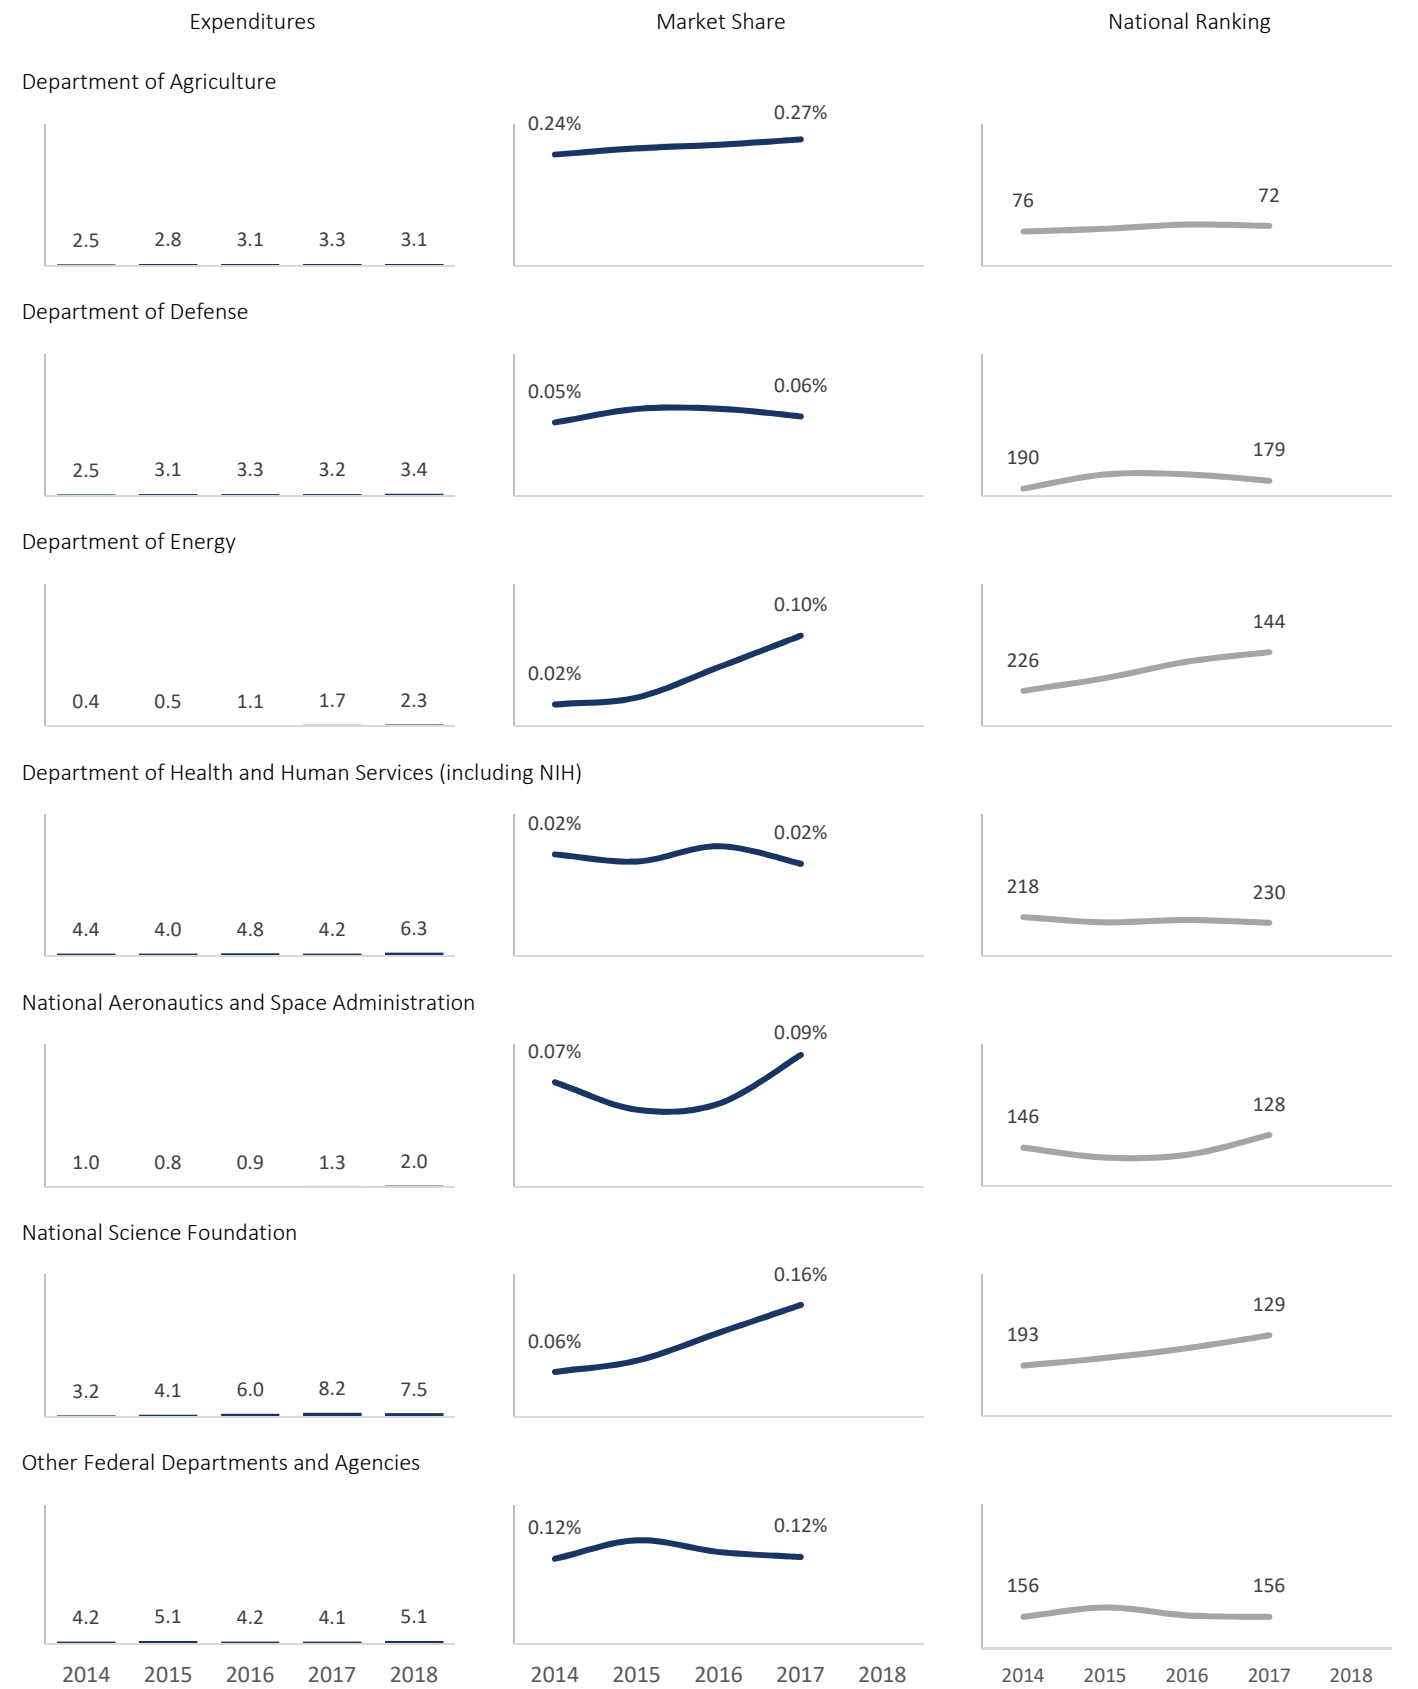 Expenditures Market Share National Ranking
Department of Agriculture
0.24% 0.27%
76 72
2.5 2.8 3.1 3.3 3.1
Department of Defense
0.05% 0.06%
190 179
2.5 3.1 3.3 3.2 3.4
Department of Energy
0.02% 0.10%
226 144
0.4 0.5 1.1 1.7 2.3
Department of Health and Human Services (including NIH)
0.02% 0.02%
218 230
4.4 4.0 4.8 4.2 6.3
National Aeronautics and Space Administration
0.07% 0.09%
146 128
1.0 0.8 0.9 1.3 2.0
National Science Foundation
0.06% 0.16%
193 129
3.2 4.1 6.0 8.2 7.5
Other Federal Departments and Agencies
0.12% 0.12%
156 156
4.2 5.1 4.2 4.1 5.1
2014 2015 2016 2017 2018 2014 2015 2016 2017 2018 2014 2015 2016 2017 2018